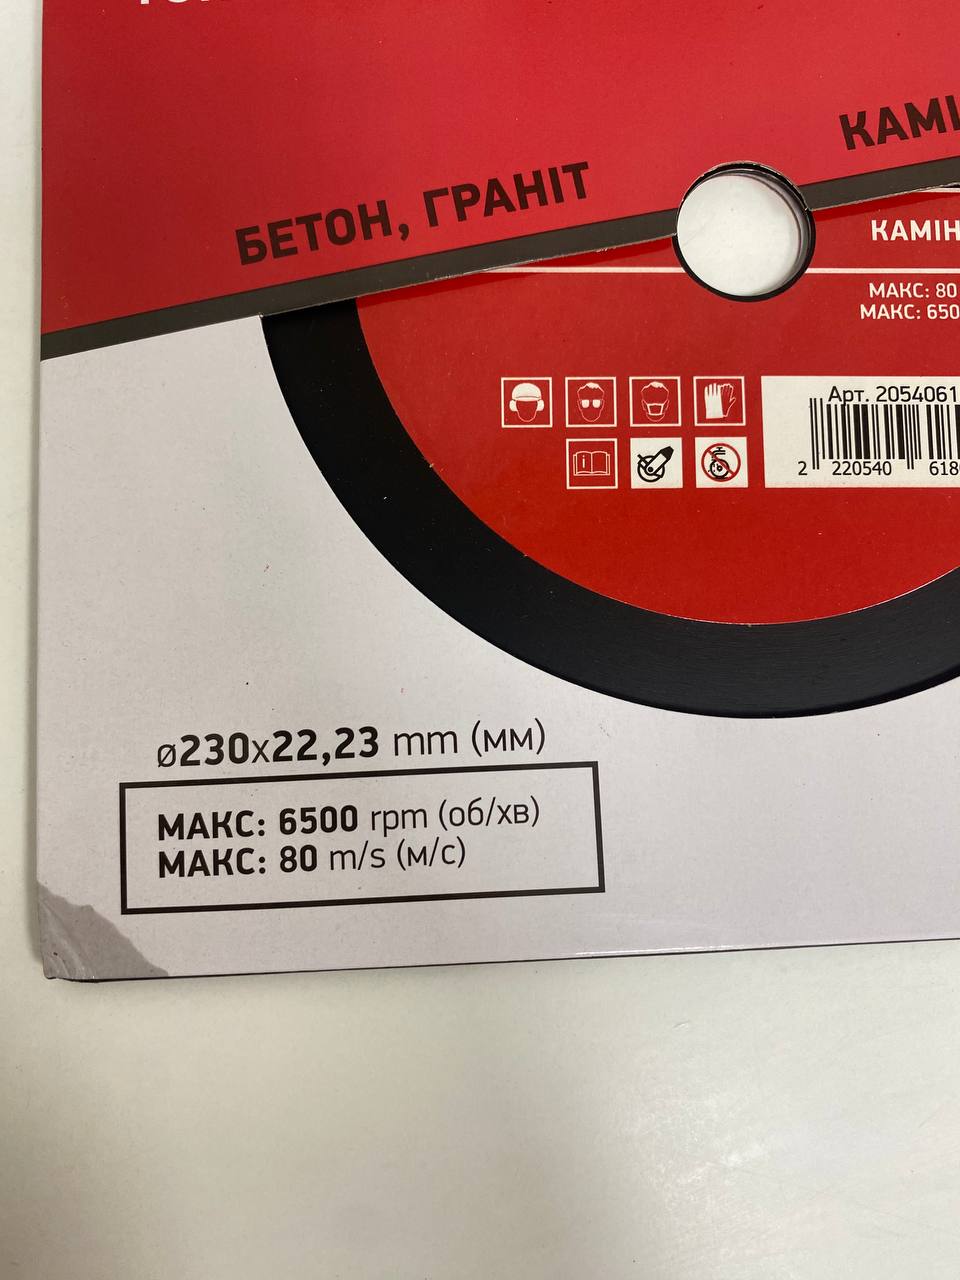 КАМІ
БЕТОН, ГРАНІТ
КАМІН
МАКС: 80
МАКС: 650
Арт. 2054061
2 220540 618
ø230x22,23 mm (мм)
МАКС: 6500 rpm (об/хв)
МАКС: 80 m/s (м/с)